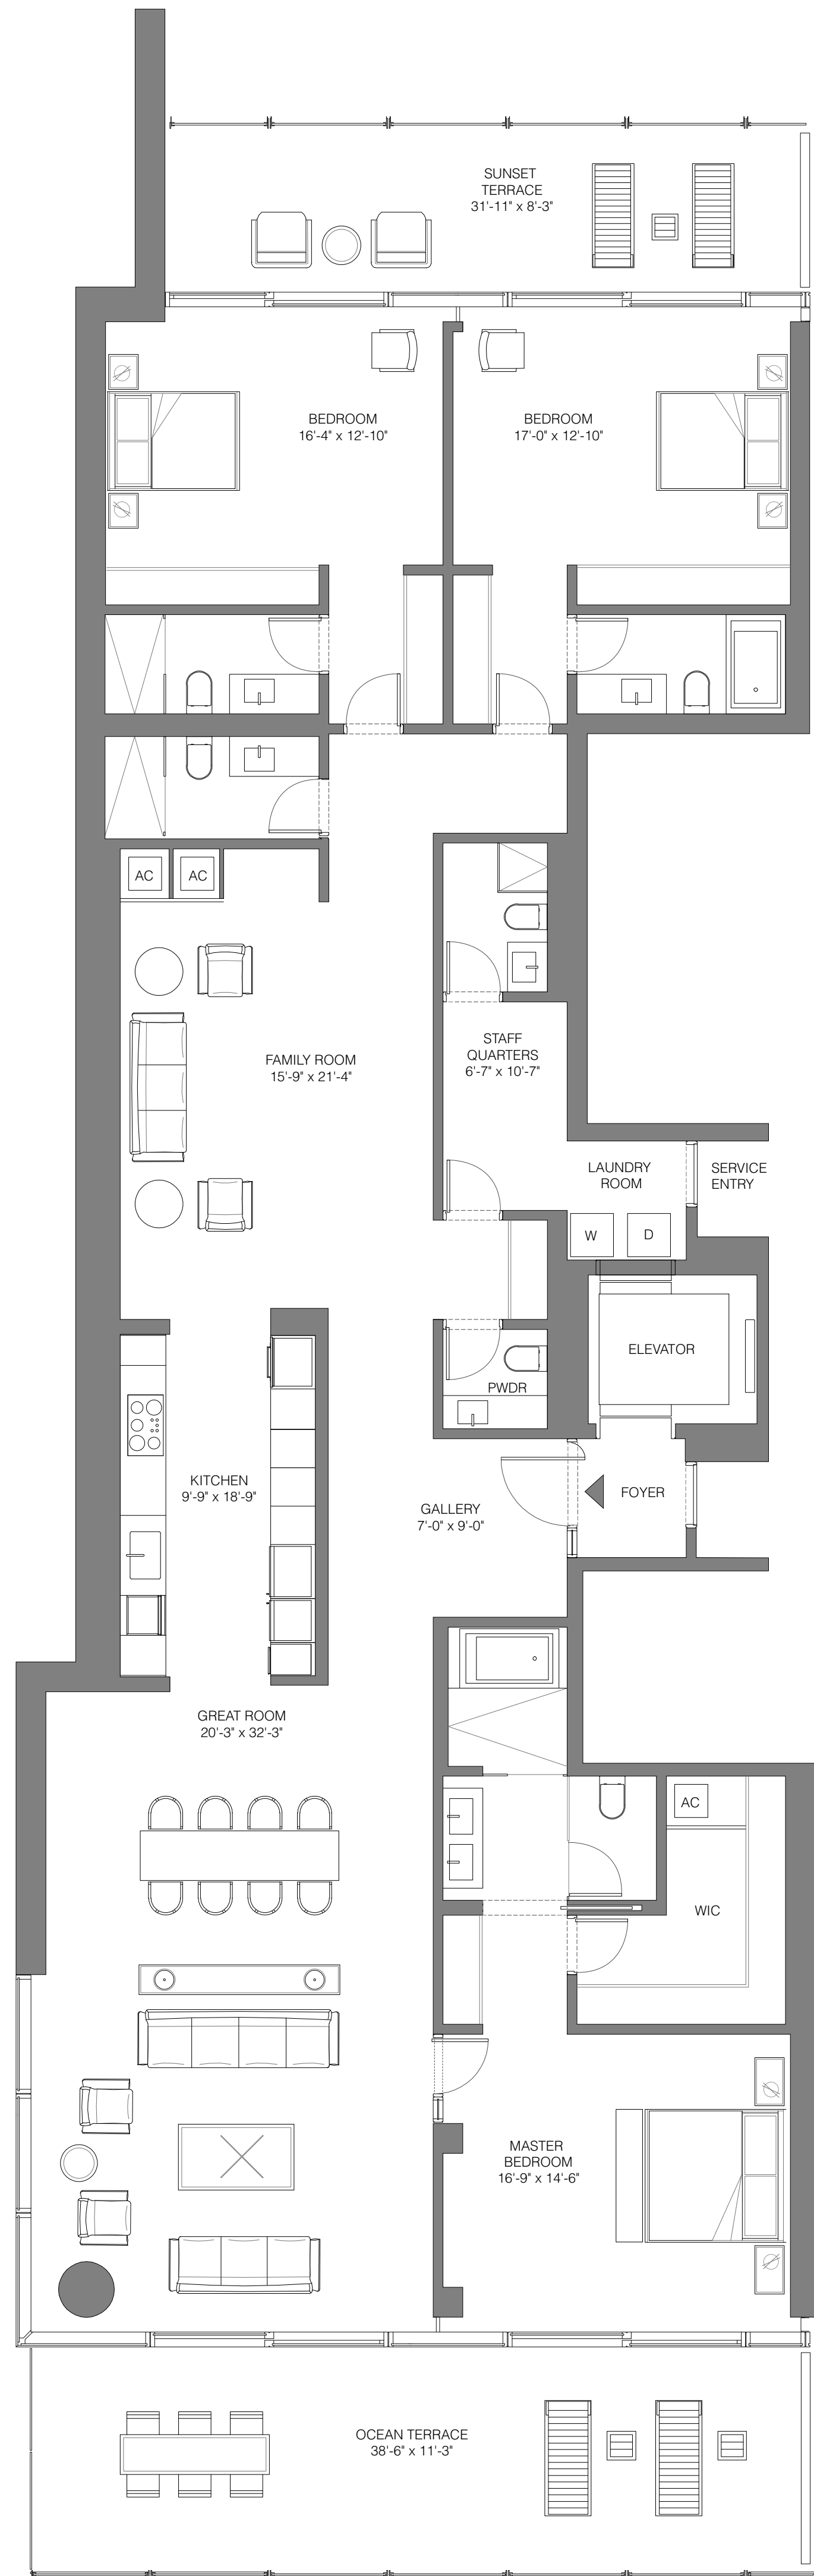 SUNSET
TERRACE
31'-11" x 8'-3"
BEDROOM
16'-4" x 12'-10"
BEDROOM
17'-0" x 12'-10"
AC
AC
STAFF
QUARTERS
6'-7" x 10'-7"
FAMILY ROOM
15'-9" x 21'-4"
LAUNDRY
ROOM
SERVICE
ENTRY
W
D
ELEVATOR
PWDR
KITCHEN
9'-9" x 18'-9"
FOYER
GALLERY
7'-0" x 9'-0"
GREAT ROOM
20'-3" x 32'-3"
AC
WIC
MASTER
BEDROOM
16'-9" x 14'-6"
OCEAN TERRACE
38'-6" x 11'-3"